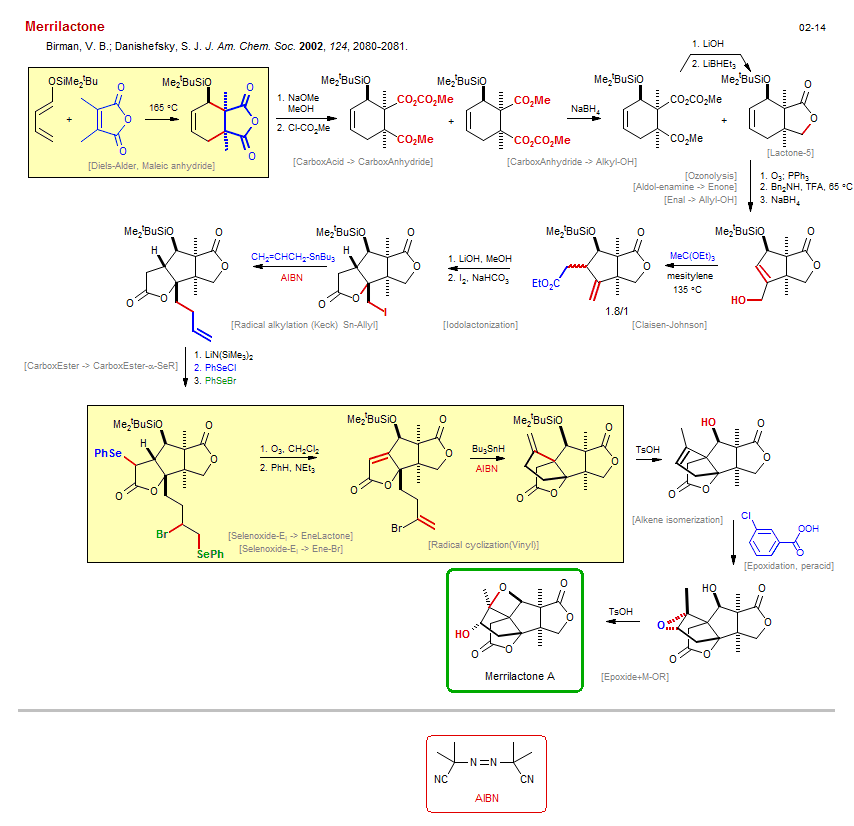 Merrilactone
02-14
Birman, V. B.; Danishefsky, S. J. J. Am. Chem. Soc. 2002, 124, 2080-2081.
1. LiOH
2. LiBHEt3
OSiMe2tBu
+
O
O
O
165 °C
Me2tBuSiO
O
O
O
[Diels-Alder, Maleic anhydride]
1. NaOMe
MeOH
2. Cl-CO2Me
Me2tBuSiO
CO2CO2Me
CO2Me
[CarboxAcid -> CarboxAnhydride]
+
Me2tBuSiO
CO2Me
CO2CO2Me
NaBH4
[CarboxAnhydride -> Alkyl-OH]
Me2tBuSiO
CO2CO2Me
CO2Me
+
Me2tBuSiO
O
O
[Lactone-5]
[Ozonolysis]
[Aldol-enamine -> Enone]
[Enal -> Allyl-OH]
1. O3; PPh3
2. Bn2NH, TFA, 65 °C
3. NaBH4
Me2tBuSiO
O
O
HO
MeC(OEt)3
mesitylene
135 °C
Me2tBuSiO
O
O
EtO2C
1.8/1
[Claisen-Johnson]
1. LiOH, MeOH
2. I2, NaHCO3
[Iodolactonization]
Me2tBuSiO
O
H
O
O
O
I
CH2=CHCH2-SnBu3
AIBN
[Radical alkylation (Keck) Sn-Allyl]
Me2tBuSiO
O
H
O
O
O
[CarboxEster -> CarboxEster-α-SeR]
1. LiN(SiMe3)2
2. PhSeCl
3. PhSeBr
Me2tBuSiO
O
H
PhSe
O
O
O
Br
SePh
1. O3, CH2Cl2
2. PhH, NEt3
[Selenoxide-Ei -> EneLactone]
[Selenoxide-Ei -> Ene-Br]
Me2tBuSiO
O
O
O
O
Br
Bu3SnH
AIBN
[Radical cyclization(Vinyl)]
Me2tBuSiO
O
O
O
O
TsOH
[Alkene isomerization]
HO
O
O
O
O
Cl
OOH
O
[Epoxidation, peracid]
HO
O
O
O
O
O
TsOH
[Epoxide+M-OR]
O
O
O
HO
O
O
Merrilactone A
N=N
NC
CN
AIBN